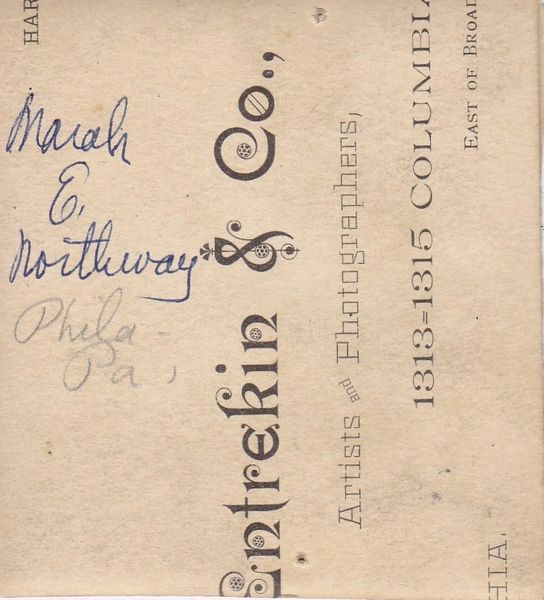 Marah
E.
Northway
Phila -
Pa,
HAR
Entrekin & Co.,
Artists and Photographers,
1313=1315 COLUMBIA
EAST OF BROAD
HIA.